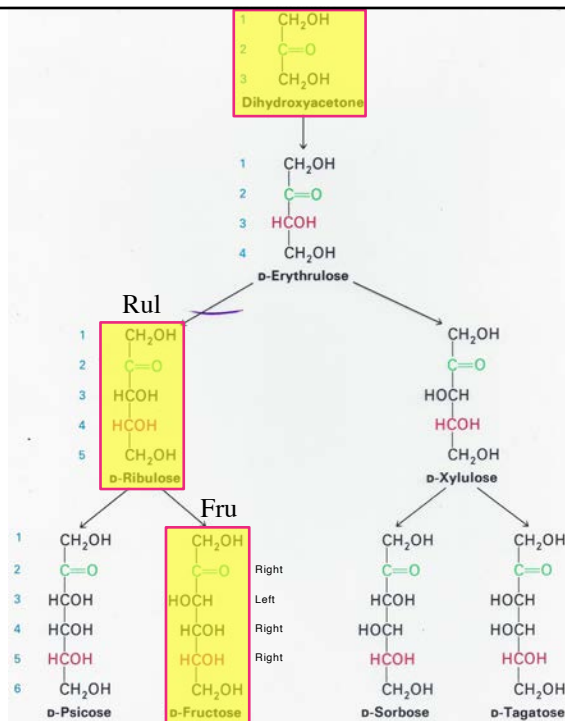 1 CH₂OH
2 C=O
3 CH₂OH
Dihydroxyacetone
1 CH₂OH
2 C=O
3 HCOH
4 CH₂OH
D-Erythrulose
Rul
1 CH₂OH
2 C=O
3 HCOH
4 HCOH
5 CH₂OH
D-Ribulose
CH₂OH
C=O
HOCH
HCOH
CH₂OH
D-Xylulose
Fru
1 CH₂OH
2 C=O
3 HCOH
4 HCOH
5 HCOH
6 CH₂OH
D-Psicose
CH₂OH
C=O Right
HOCH Left
HCOH Right
HCOH Right
CH₂OH
D-Fructose
CH₂OH
C=O
HCOH
HOCH
HCOH
CH₂OH
D-Sorbose
CH₂OH
C=O
HOCH
HOCH
HCOH
CH₂OH
D-Tagatose